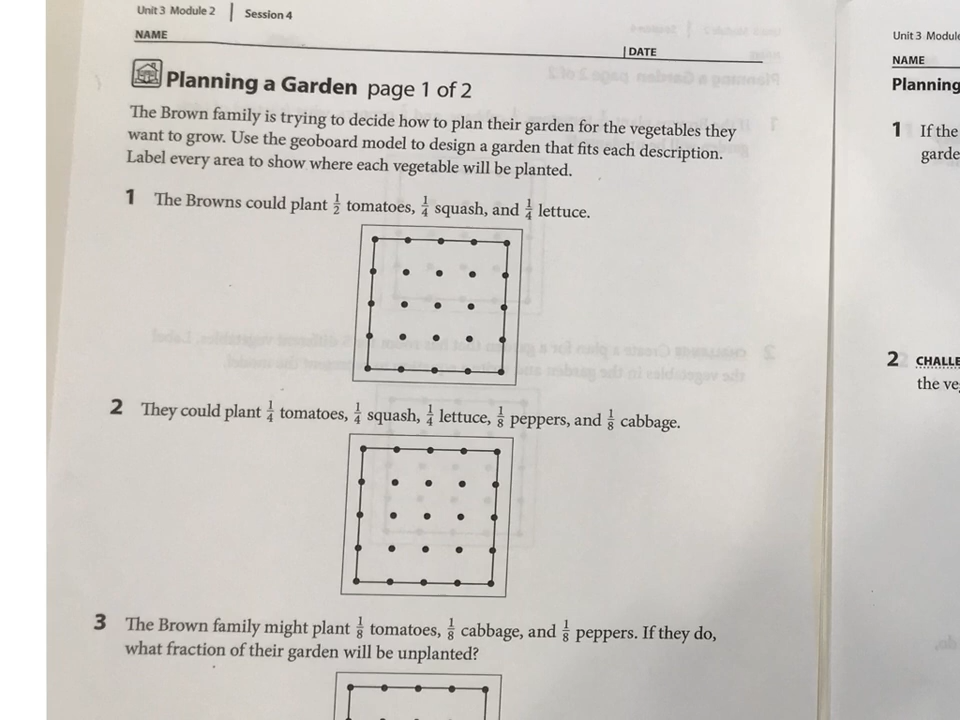 Unit 3 Module 2 | Session 4
NAME
| DATE
Planning a Garden page 1 of 2
The Brown family is trying to decide how to plan their garden for the vegetables they
want to grow. Use the geoboard model to design a garden that fits each description.
Label every area to show where each vegetable will be planted.
1 The Browns could plant 1/2 tomatoes, 1/4 squash, and 1/4 lettuce.
2 They could plant 1/4 tomatoes, 1/4 squash, 1/4 lettuce, 1/8 peppers, and 1/8 cabbage.
3 The Brown family might plant 1/8 tomatoes, 1/8 cabbage, and 1/8 peppers. If they do,
what fraction of their garden will be unplanted?
Unit 3 Module
NAME
Planning
1 If the
garde
2 CHALLE
the ve